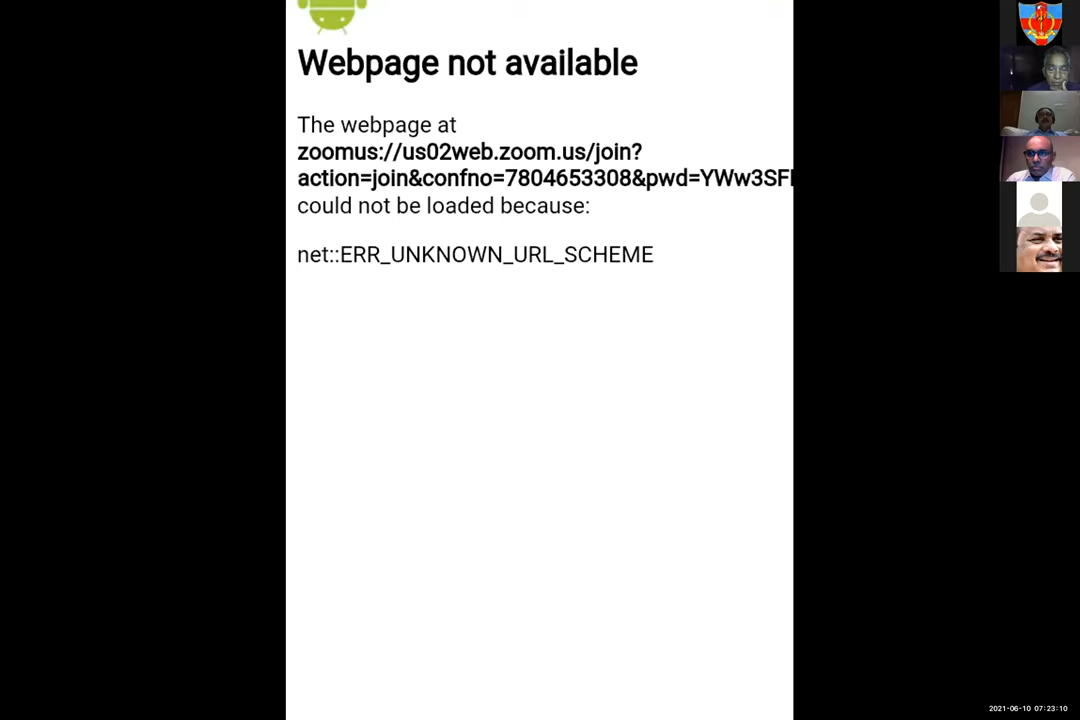 Webpage not available
The webpage at
zoomus://us02web.zoom.us/join?
action=join&confno=7804653308&pwd=YWw3SFl
could not be loaded because:
net::ERR_UNKNOWN_URL_SCHEME
2021-06-10 07:23:10